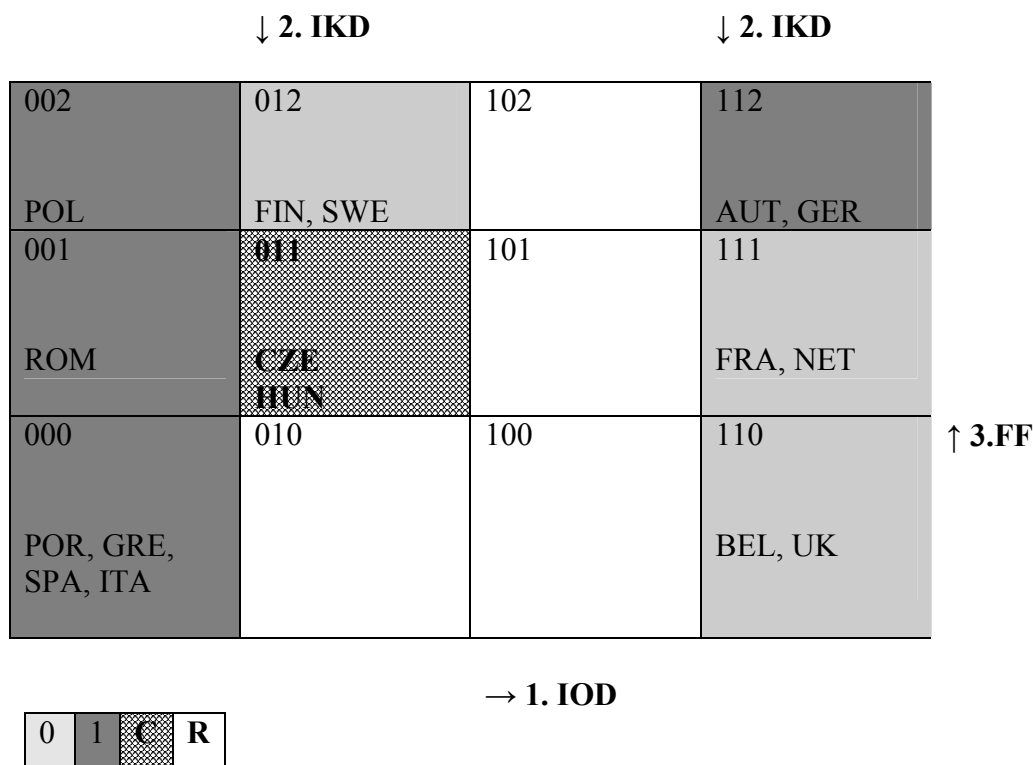 ↓ 2. IKD ↓ 2. IKD
002 012 102 112
POL FIN, SWE AUT, GER
001 011 101 111
ROM CZE FRA, NET
HUN
000 010 100 110 ↑ 3.FF
POR, GRE, BEL, UK
SPA, ITA
→ 1. IOD
0 1 C R